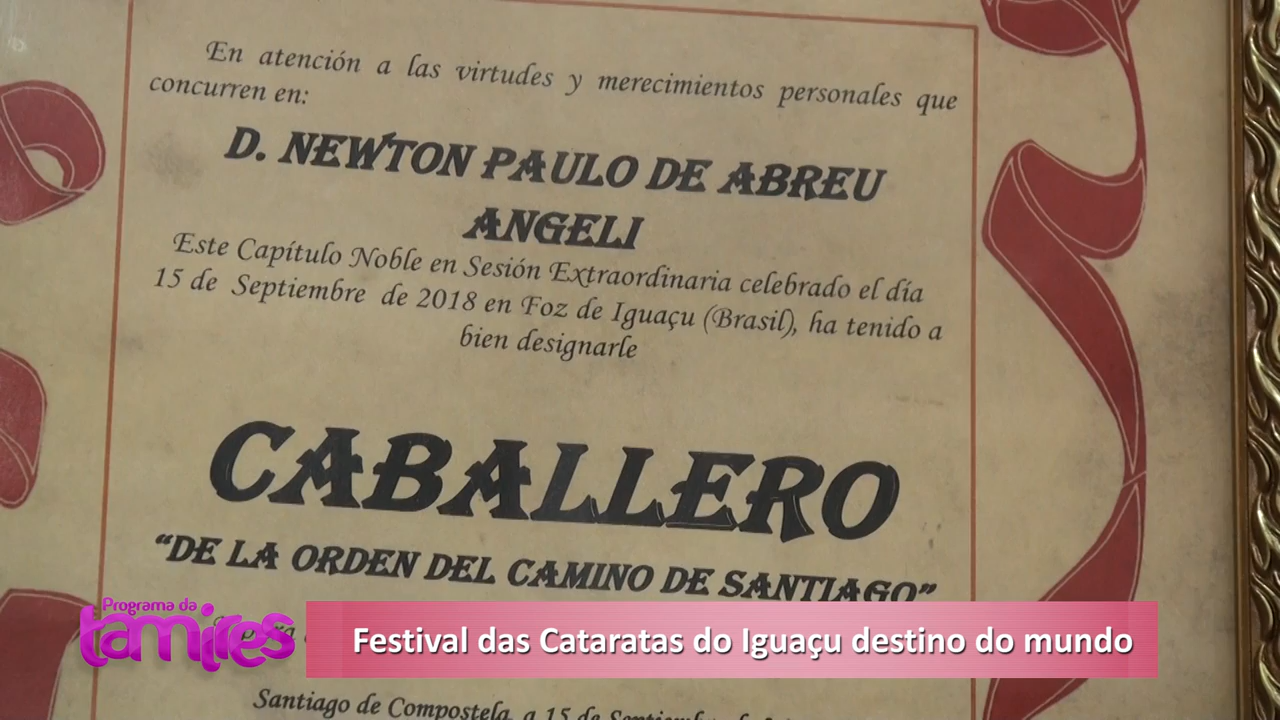 En atención a las virtudes y merecimientos personales que
concurren en:
D. NEWTON PAULO DE ABREU
ANGELI
Este Capítulo Noble en Sesión Extraordinaria celebrado el día
15 de Septiembre de 2018 en Foz de Iguaçu (Brasil), ha tenido a
bien designarle
CABALLERO
“DE LA ORDEN DEL CAMINO DE SANTIAGO”
Programa da
tamires
Festival das Cataratas do Iguaçu destino do mundo
Santiago de Compostela, a 15 de Septiembre